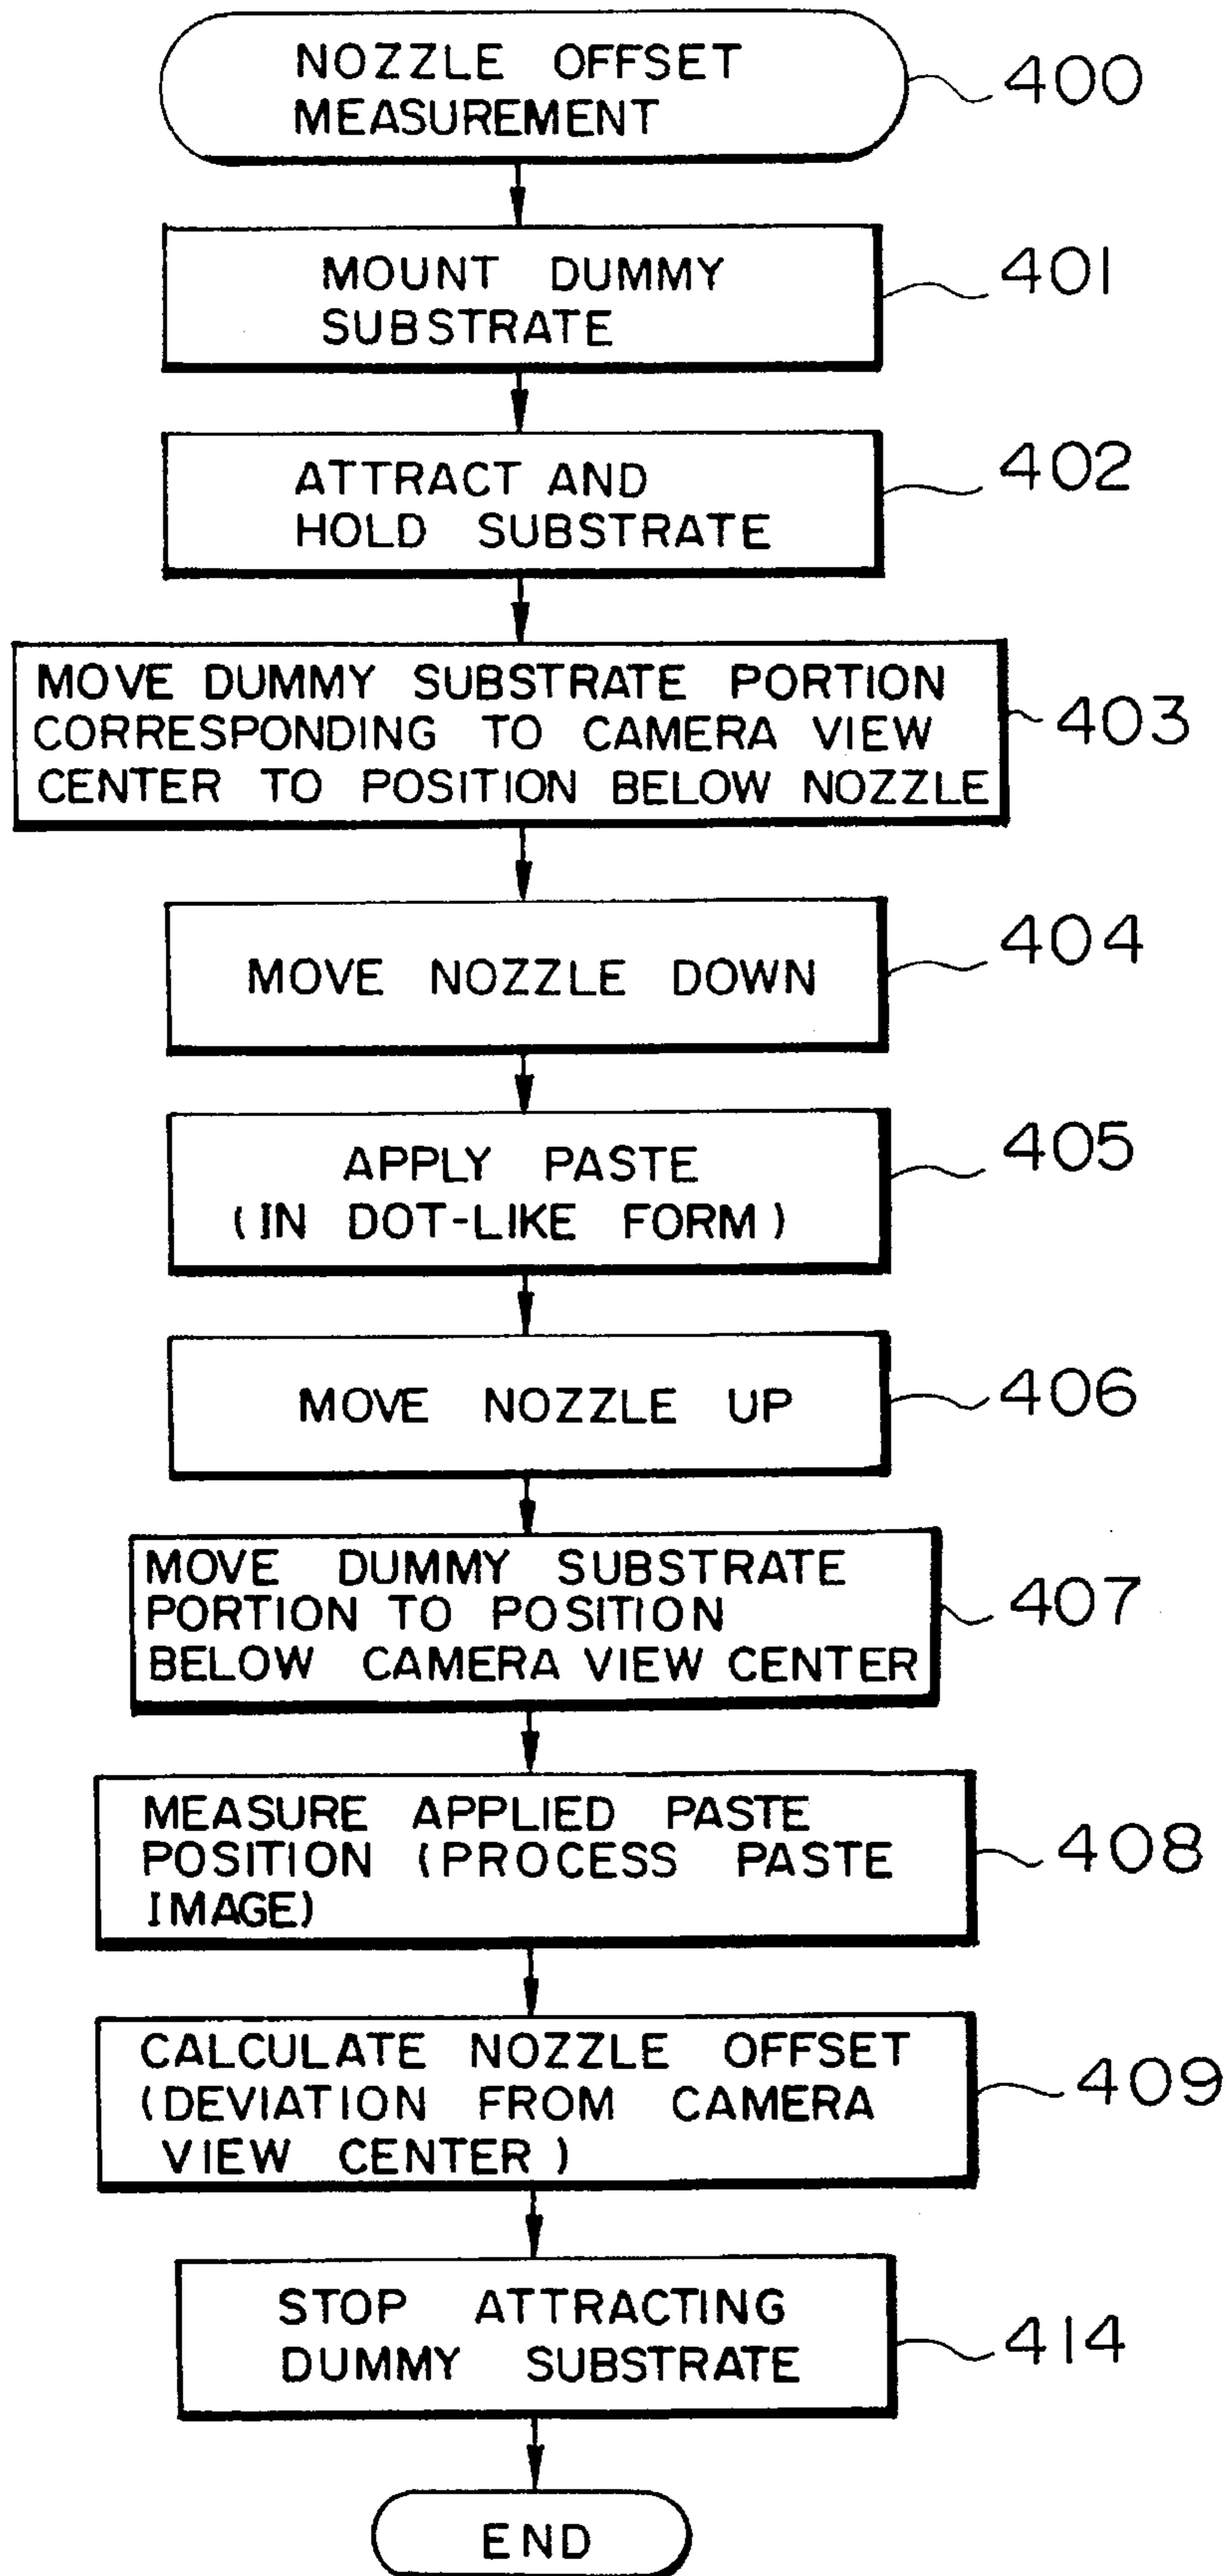 NOZZLE OFFSET
MEASUREMENT
400
MOUNT DUMMY
SUBSTRATE
401
ATTRACT AND
HOLD SUBSTRATE
402
MOVE DUMMY SUBSTRATE PORTION
CORRESPONDING TO CAMERA VIEW
CENTER TO POSITION BELOW NOZZLE
403
MOVE NOZZLE DOWN
404
APPLY PASTE
(IN DOT-LIKE FORM)
405
MOVE NOZZLE UP
406
MOVE DUMMY SUBSTRATE
PORTION TO POSITION
BELOW CAMERA VIEW CENTER
407
MEASURE APPLIED PASTE
POSITION (PROCESS PASTE
IMAGE)
408
CALCULATE NOZZLE OFFSET
(DEVIATION FROM CAMERA
VIEW CENTER)
409
STOP ATTRACTING
DUMMY SUBSTRATE
414
END